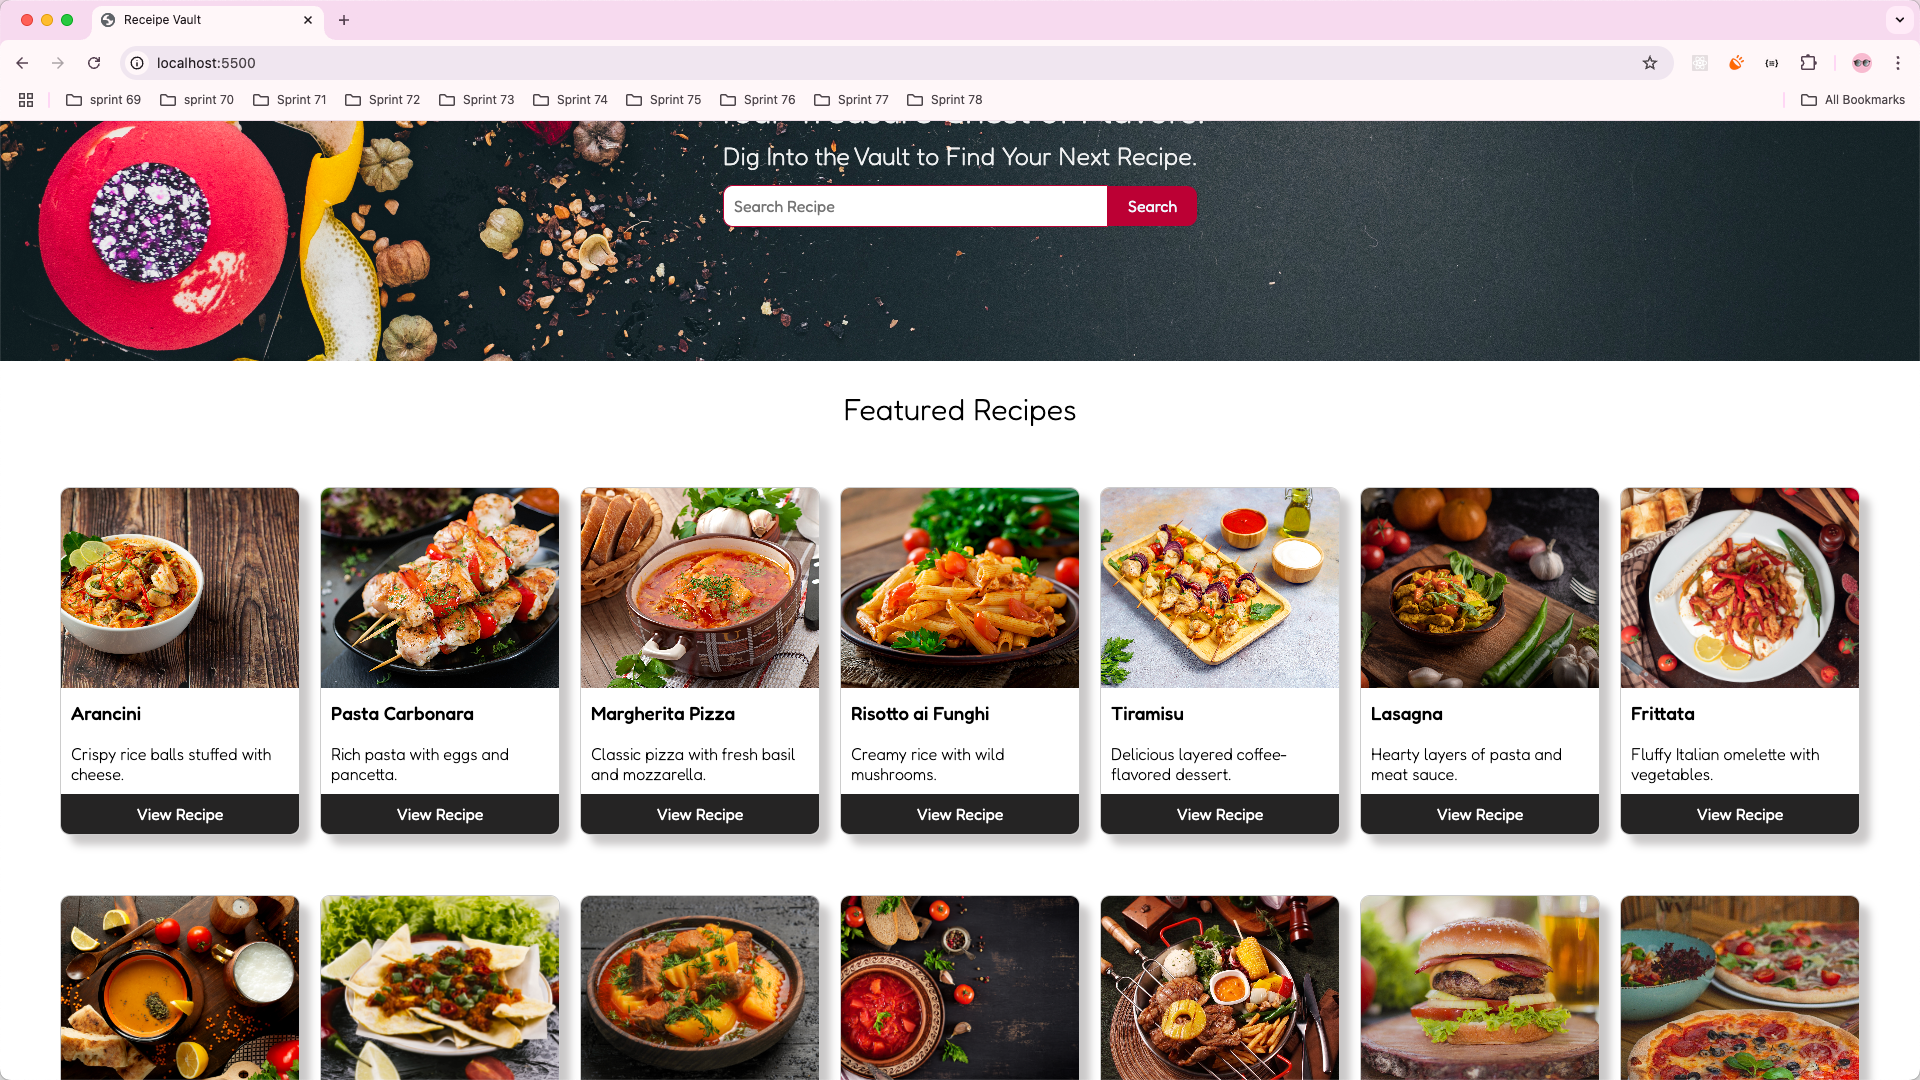 Receipe Vault
localhost:5500
sprint 69
sprint 70
Sprint 71
Sprint 72
Sprint 73
Sprint 74
Sprint 75
Sprint 76
Sprint 77
Sprint 78
All Bookmarks
Dig Into the Vault to Find Your Next Recipe.
Search Recipe
Search
Featured Recipes
Arancini
Crispy rice balls stuffed with
cheese.
View Recipe
Pasta Carbonara
Rich pasta with eggs and
pancetta.
View Recipe
Margherita Pizza
Classic pizza with fresh basil
and mozzarella.
View Recipe
Risotto ai Funghi
Creamy rice with wild
mushrooms.
View Recipe
Tiramisu
Delicious layered coffee-
flavored dessert.
View Recipe
Lasagna
Hearty layers of pasta and
meat sauce.
View Recipe
Frittata
Fluffy Italian omelette with
vegetables.
View Recipe